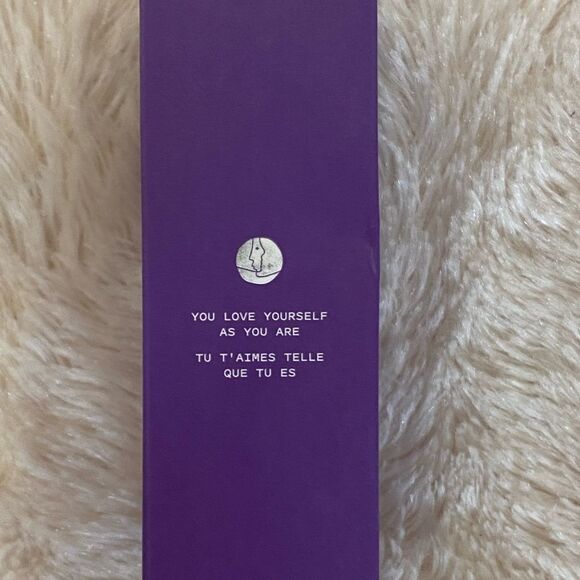 YOU LOVE YOURSELF
AS YOU ARE
TU T'AIMES TELLE
QUE TU ES